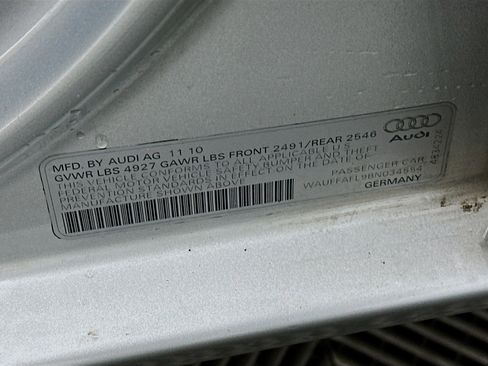 MFD. BY AUDI AG 11 10
GVWR LBS 4927 GAWR LBS FRONT 2491/REAR 2546
THIS VEHICLE CONFORMS TO ALL APPLICABLE U.S.
FEDERAL MOTOR SAFETY, BUMPER AND THEFT
PREVENTION STANDARDS IN EFFECT ON THE DATE OF
MANUFACTURE SHOWN ABOVE
PASSENGER CAR
WAUFFAFL9BN034554
GERMANY
Audi